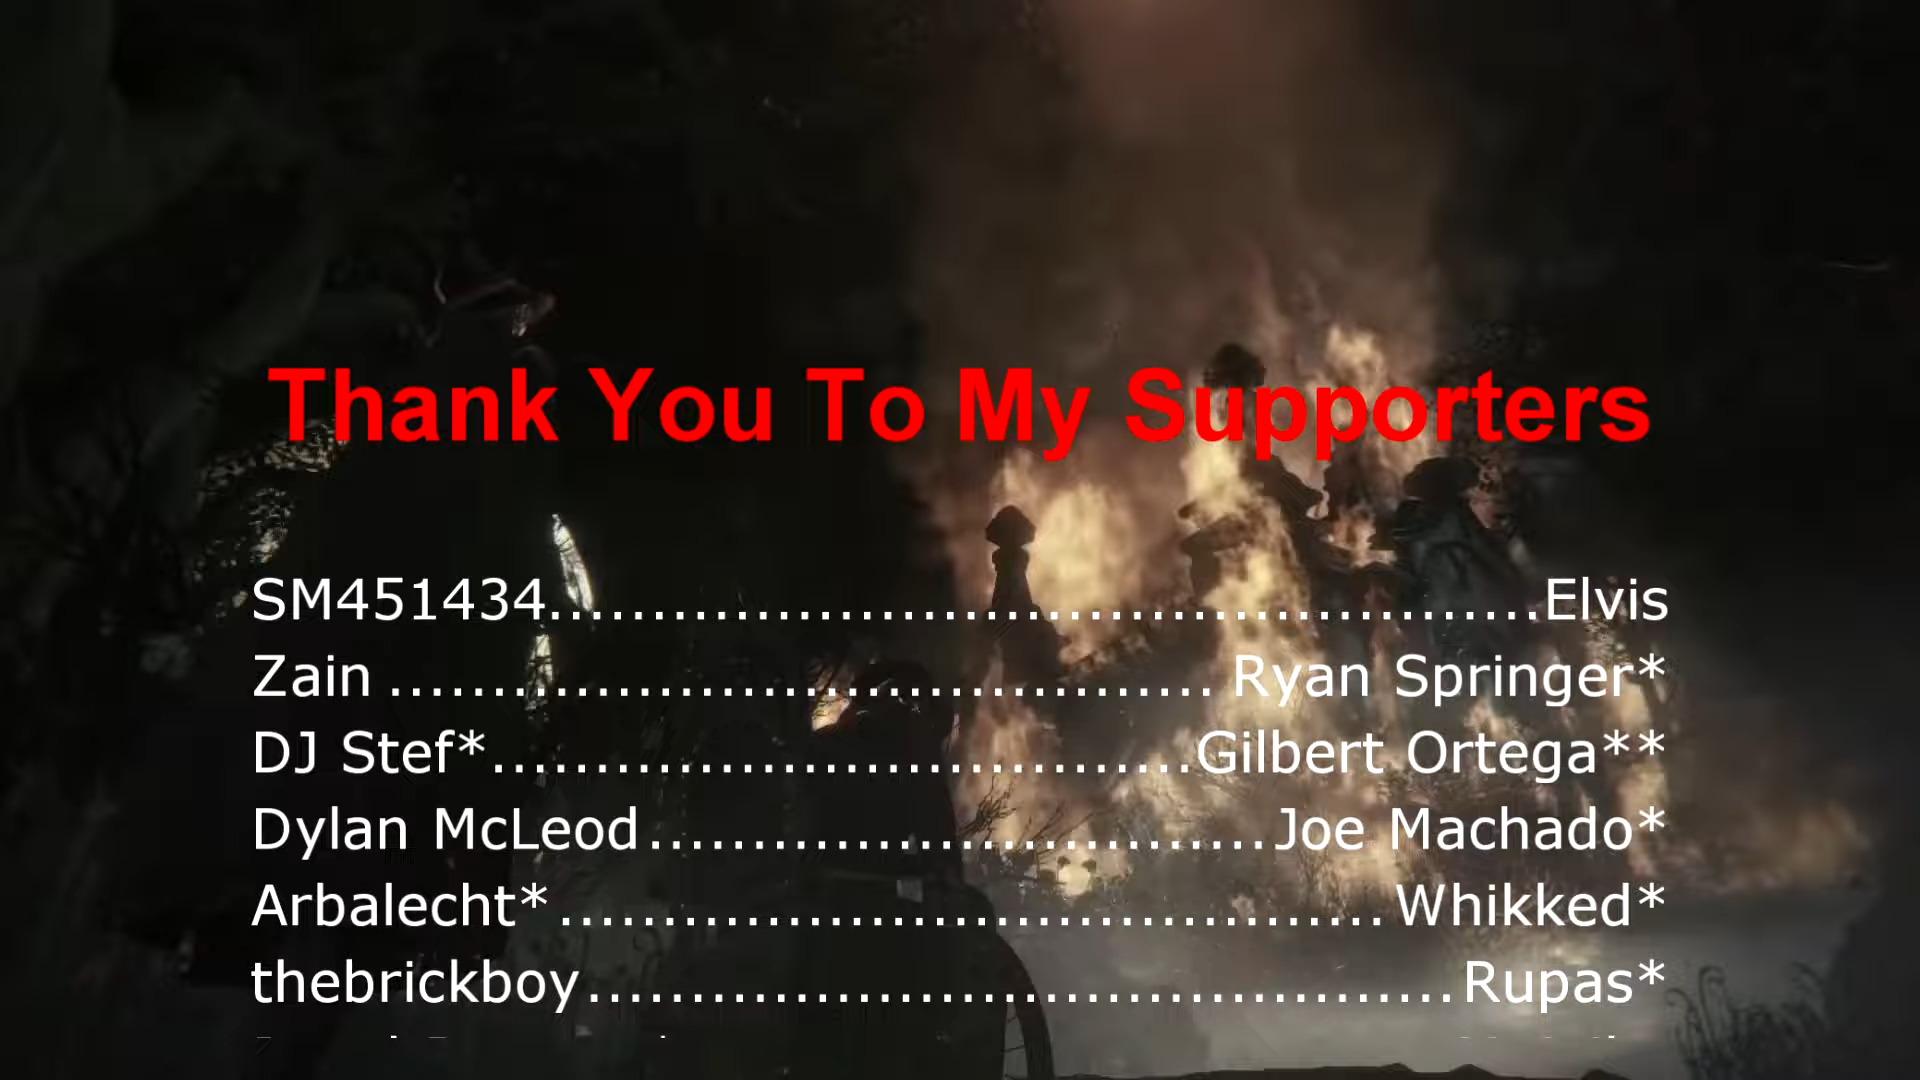 Thank You To My Supporters
SM451434................................................Elvis
Zain ........................................ Ryan Springer*
DJ Stef*..................................Gilbert Ortega**
Dylan McLeod..............................Joe Machado*
Arbalecht*........................................Whikked*
thebrickboy..........................................Rupas*